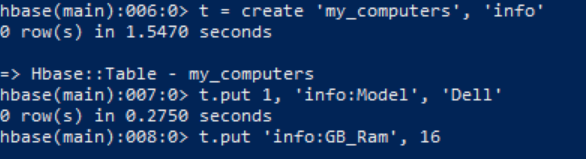 hbase(main):006:0> t = create 'my_computers', 'info'
0 row(s) in 1.5470 seconds

=> Hbase::Table - my_computers
hbase(main):007:0> t.put 1, 'info:Model', 'Dell'
0 row(s) in 0.2750 seconds
hbase(main):008:0> t.put 'info:GB_Ram', 16